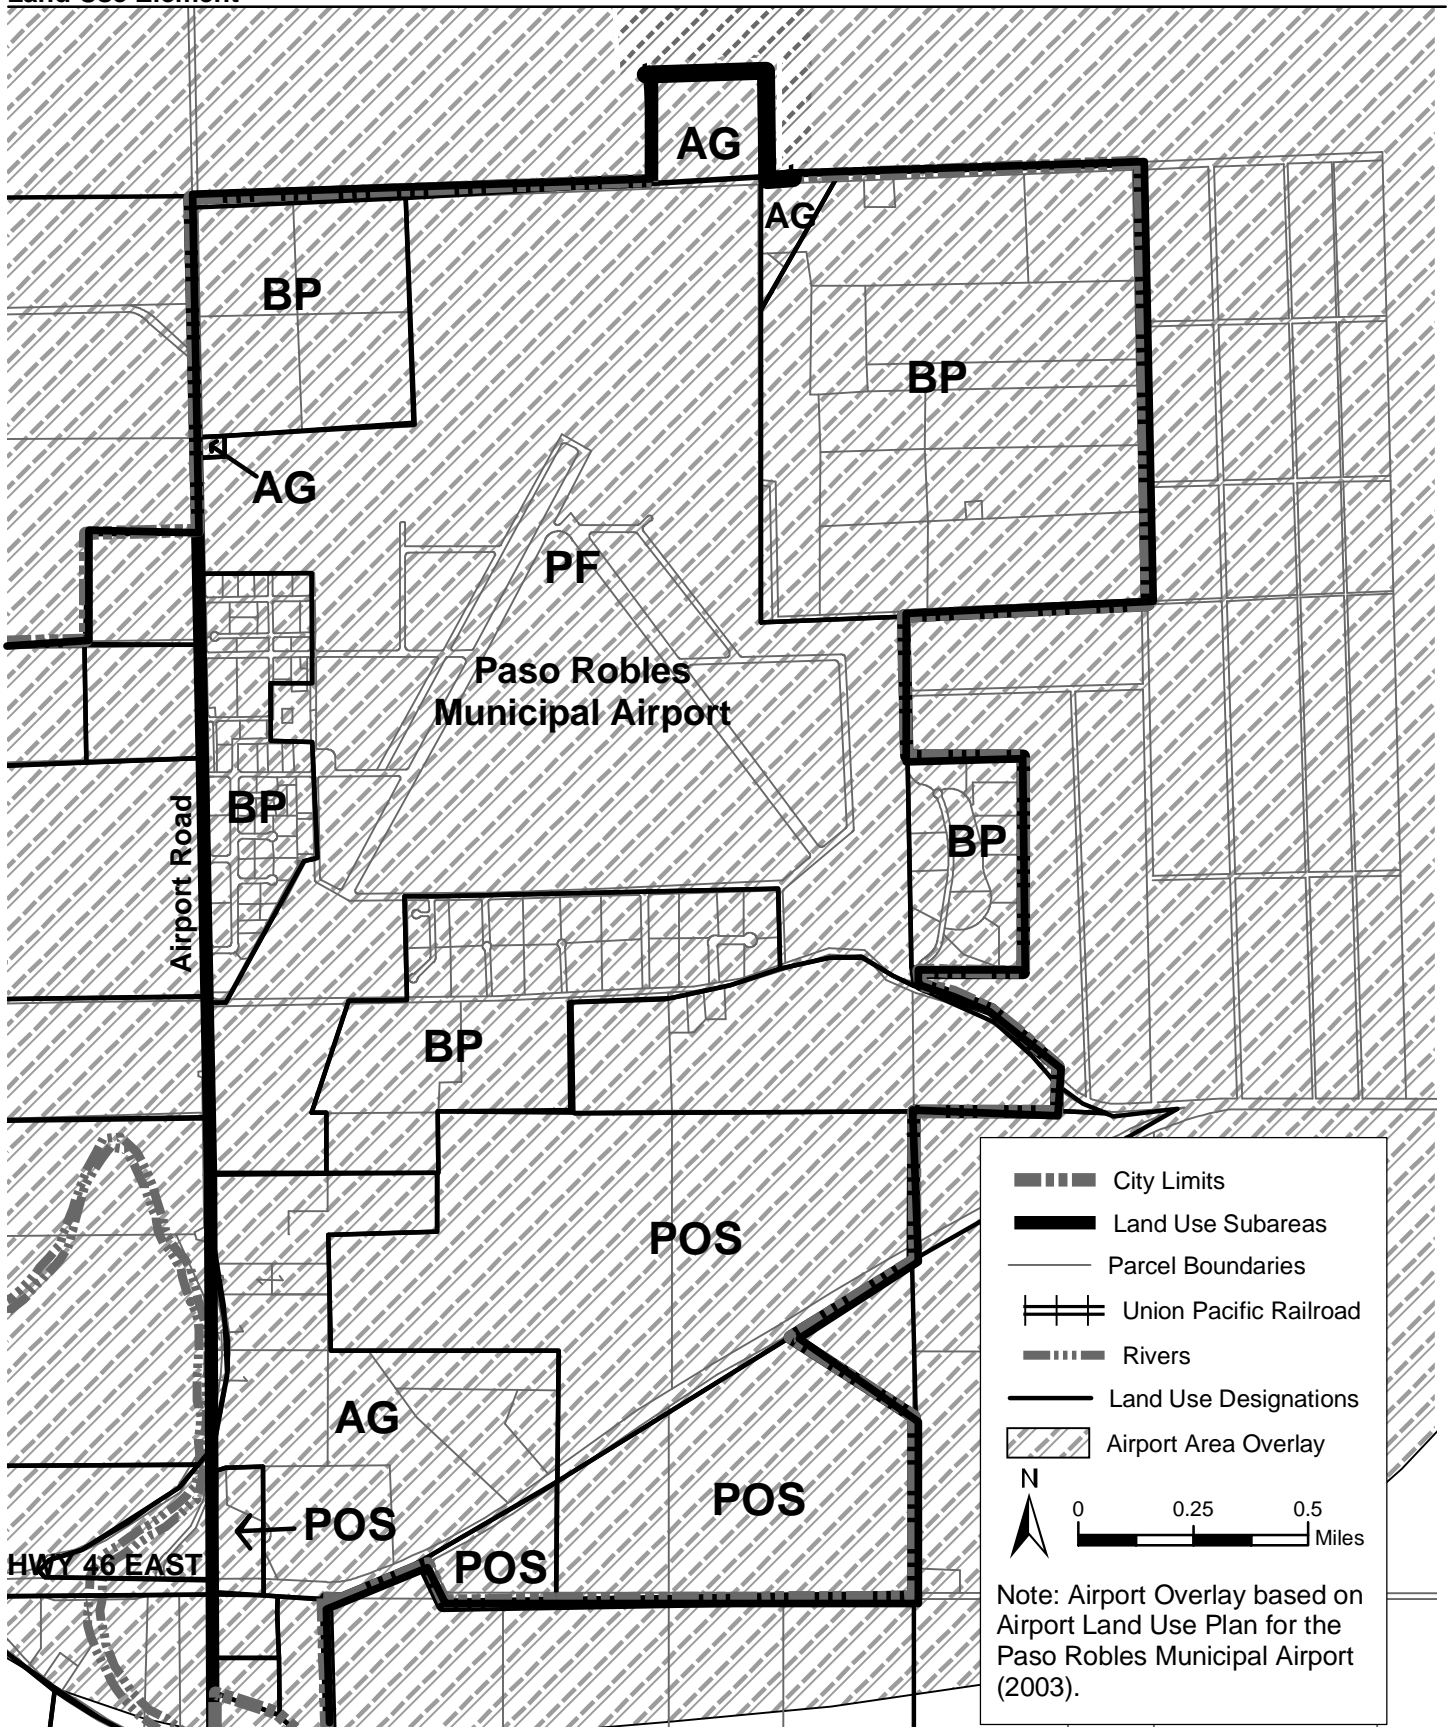 Land Use Element
AG
AG
BP
BP
AG
PF
Paso Robles
Municipal Airport
BP
Airport Road
BP
BP
POS
AG
POS
POS
POS
HWY 46 EAST
City Limits
Land Use Subareas
Parcel Boundaries
Union Pacific Railroad
Rivers
Land Use Designations
Airport Area Overlay
N
0 0.25 0.5
Miles
Note: Airport Overlay based on
Airport Land Use Plan for the
Paso Robles Municipal Airport
(2003).